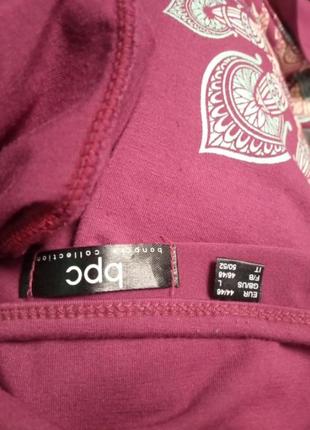 bpc
bonprix
collection
EUR 44/46
GB/US L
F/B 46/48
IT 50/52